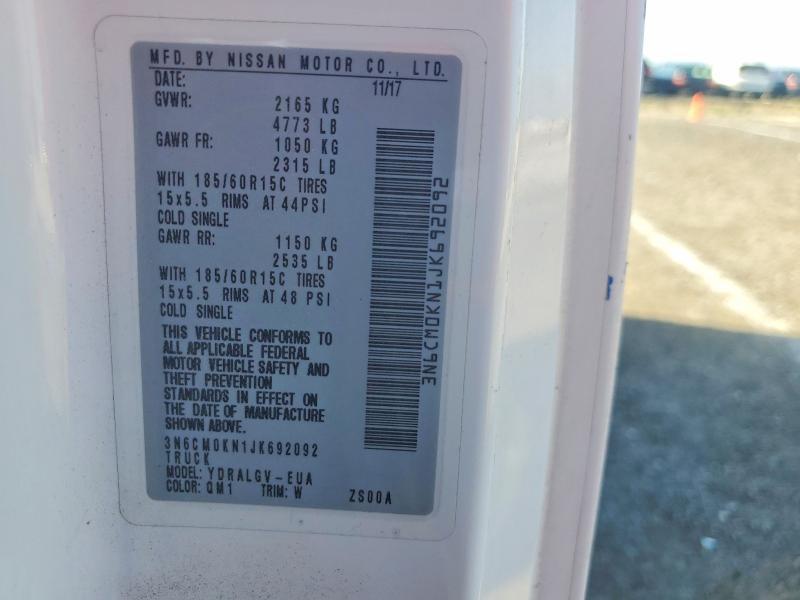 MFD. BY NISSAN MOTOR CO., LTD.
DATE: 11/17
GVWR: 2165 KG
4773 LB
GAWR FR: 1050 KG
2315 LB
WITH 185/60R15C TIRES
15x5.5 RIMS AT 44PSI
COLD SINGLE
GAWR RR: 1150 KG
2535 LB
WITH 185/60R15C TIRES
15x5.5 RIMS AT 48 PSI
COLD SINGLE
THIS VEHICLE CONFORMS TO
ALL APPLICABLE FEDERAL
MOTOR VEHICLE SAFETY AND
THEFT PREVENTION
STANDARDS IN EFFECT ON
THE DATE OF MANUFACTURE
SHOWN ABOVE.
3N6CM0KN1JK692092
TRUCK
MODEL: YDRALGV-EUA
COLOR: QM1 TRIM: W ZS00A
3N6CM0KN1JK692092